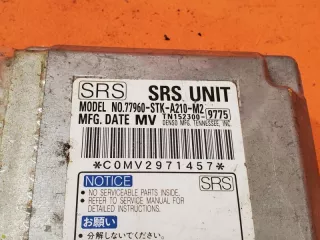 SRS SRS UNIT
MODEL NO.77960-STK-A210-M2
MFG. DATE MV TN152300-9775
DENSO MFG. TENNESSEE, INC
*C0MV2971457*
NOTICE SRS
• NO SERVICEABLE PARTS INSIDE.
• REFER TO SERVICE MANUAL FOR
DETAILED INSTRUCTIONS.
お願い
• 分解しないでください。